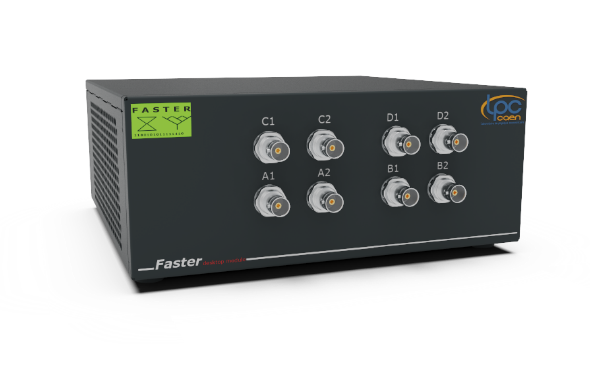 FASTER
C1 C2 D1 D2
A1 A2 B1 B2
LPC
caen
Faster